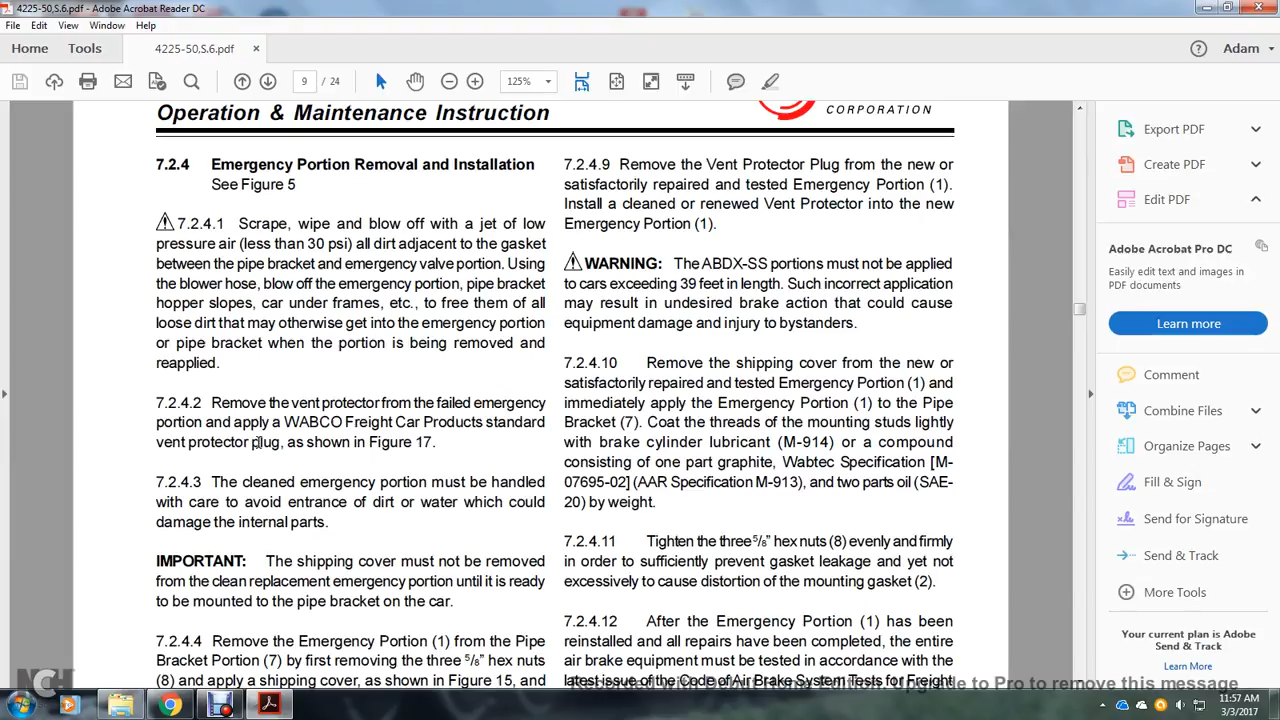 4225-50,S.6.pdf - Adobe Acrobat Reader DC
File Edit View Window Help
Home Tools 4225-50,S.6.pdf × Adam
9 / 24 125%
Operation & Maintenance Instruction
CORPORATION
7.2.4 Emergency Portion Removal and Installation
See Figure 5
7.2.4.1 Scrape, wipe and blow off with a jet of low
pressure air (less than 30 psi) all dirt adjacent to the gasket
between the pipe bracket and emergency valve portion. Using
the blower hose, blow off the emergency portion, pipe bracket
hopper slopes, car under frames, etc., to free them of all
loose dirt that may otherwise get into the emergency portion
or pipe bracket when the portion is being removed and
reapplied.
7.2.4.2 Remove the vent protector from the failed emergency
portion and apply a WABCO Freight Car Products standard
vent protector plug, as shown in Figure 17.
7.2.4.3 The cleaned emergency portion must be handled
with care to avoid entrance of dirt or water which could
damage the internal parts.
IMPORTANT: The shipping cover must not be removed
from the clean replacement emergency portion until it is ready
to be mounted to the pipe bracket on the car.
7.2.4.4 Remove the Emergency Portion (1) from the Pipe
Bracket Portion (7) by first removing the three 5/8" hex nuts
(8) and apply a shipping cover, as shown in Figure 15, and
7.2.4.9 Remove the Vent Protector Plug from the new or
satisfactorily repaired and tested Emergency Portion (1).
Install a cleaned or renewed Vent Protector into the new
Emergency Portion (1).
WARNING: The ABDX-SS portions must not be applied
to cars exceeding 39 feet in length. Such incorrect application
may result in undesired brake action that could cause
equipment damage and injury to bystanders.
7.2.4.10 Remove the shipping cover from the new or
satisfactorily repaired and tested Emergency Portion (1) and
immediately apply the Emergency Portion (1) to the Pipe
Bracket (7). Coat the threads of the mounting studs lightly
with brake cylinder lubricant (M-914) or a compound
consisting of one part graphite, Wabtec Specification [M-
07695-02] (AAR Specification M-913), and two parts oil (SAE-
20) by weight.
7.2.4.11 Tighten the three 5/8" hex nuts (8) evenly and firmly
in order to sufficiently prevent gasket leakage and yet not
excessively to cause distortion of the mounting gasket (2).
7.2.4.12 After the Emergency Portion (1) has been
reinstalled and all repairs have been completed, the entire
air brake equipment must be tested in accordance with the
latest issue of the Code of Air Brake System Tests for Freight
Export PDF
Create PDF
Edit PDF
Adobe Acrobat Pro DC
Easily edit text and images in
PDF documents
Learn more
Comment
Combine Files
Organize Pages
Fill & Sign
Send for Signature
Send & Track
More Tools
Your current plan is Adobe
Send & Track
Learn More
NCH
to Pro to remove this message
11:57 AM
3/3/2017